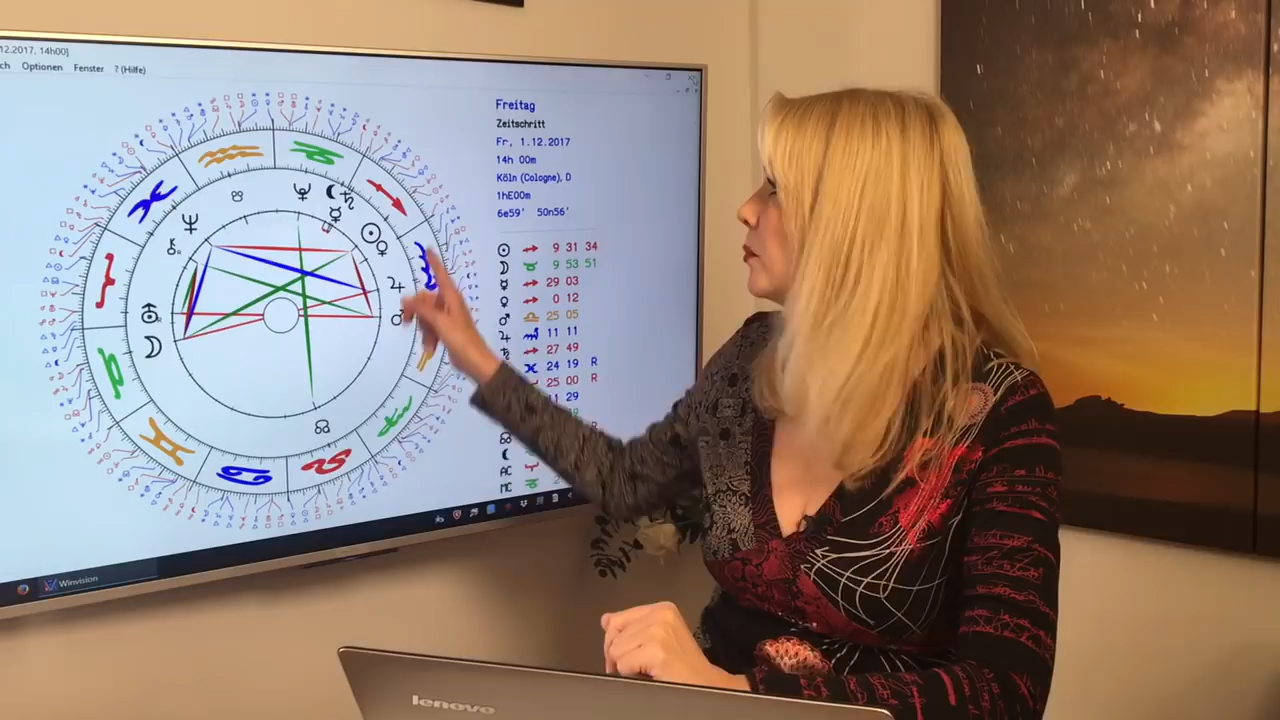 12.2017, 14h00]
ch Optionen Fenster ? (Hilfe)
Freitag
Zeitschritt
Fr, 1.12.2017
14h 00m
Köln (Cologne), D
1hE00m
6e59' 50n56'
9 31 34
9 53 51
29 03
0 12
25 05
11 11
27 49
24 19 R
25 00 R
11 29
AC
MC
Winvision
lenovo